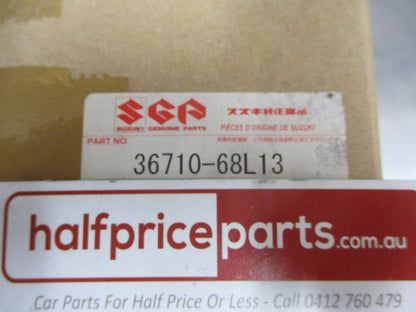 SGP スズキ純正部品
SUZUKI GENUINE PARTS PIÈCES D'ORIGINE DE SUZUKI
PART NO.
36710-68L13
halfpriceparts.com.au
Car Parts For Half Price Or Less - Call 0412 760 479